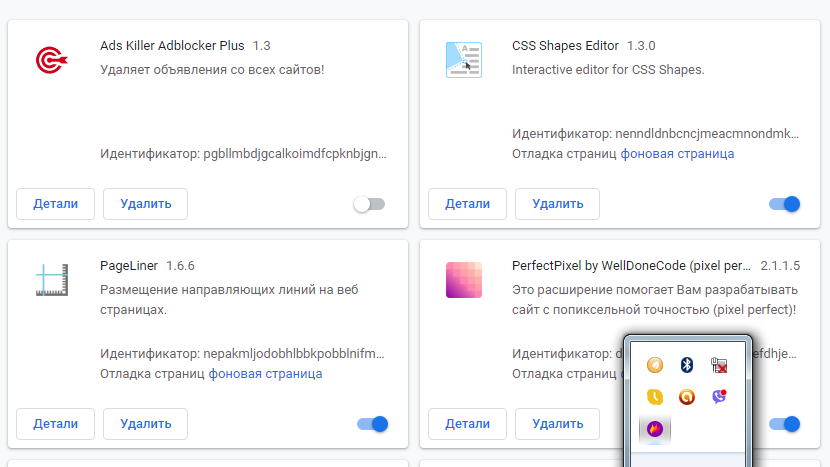 Ads Killer Adblocker Plus 1.3
Удаляет объявления со всех сайтов!
Идентификатор: pgbllmbdjgcalkoimdfcpknbjgn...
Детали
Удалить
CSS Shapes Editor 1.3.0
Interactive editor for CSS Shapes.
Идентификатор: nenndldnbcncjmeacmnondmk...
Отладка страниц фоновая страница
Детали
Удалить
PageLiner 1.6.6
Размещение направляющих линий на веб
страницах.
Идентификатор: nepakmljodobhlbbkpobblnifm...
Отладка страниц фоновая страница
Детали
Удалить
PerfectPixel by WellDoneCode (pixel per... 2.1.1.5
Это расширение помогает Вам разрабатывать
сайт с попиксельной точностью (pixel perfect)!
Идентификатор: d efdhje...
Отладка страниц
Детали
Удалить